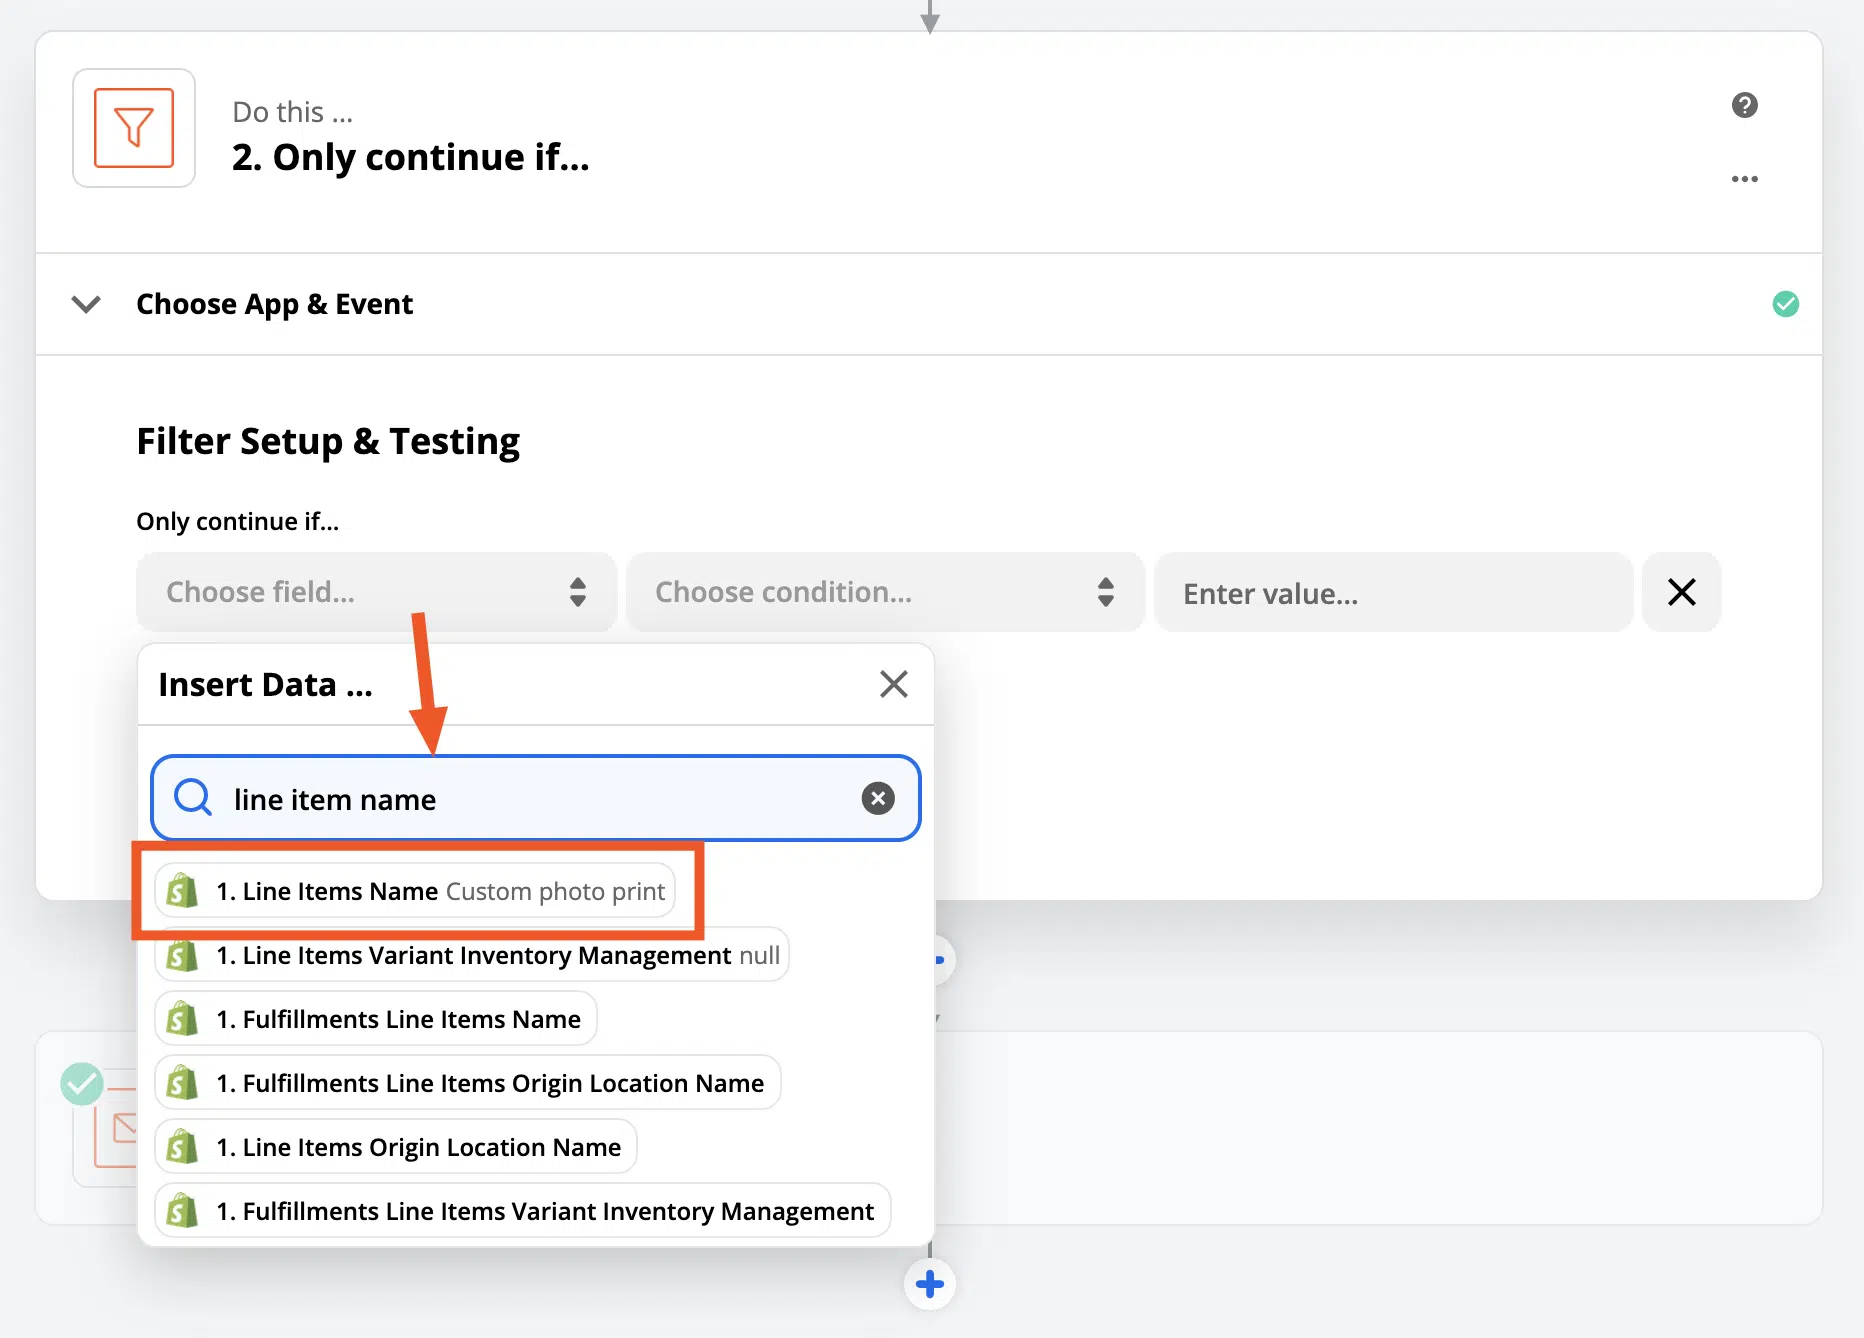 Do this ...
2. Only continue if...
Choose App & Event
Filter Setup & Testing
Only continue if...
Choose field... Choose condition... Enter value...
Insert Data ...
line item name
1. Line Items Name Custom photo print
1. Line Items Variant Inventory Management null
1. Fulfillments Line Items Name
1. Fulfillments Line Items Origin Location Name
1. Line Items Origin Location Name
1. Fulfillments Line Items Variant Inventory Management